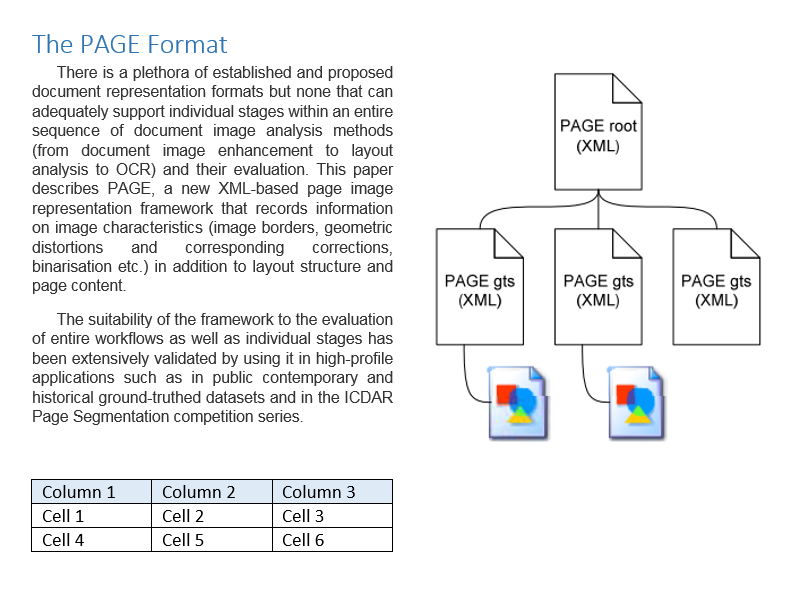 The PAGE Format
There is a plethora of established and proposed
document representation formats but none that can
adequately support individual stages within an entire
sequence of document image analysis methods
(from document image enhancement to layout
analysis to OCR) and their evaluation. This paper
describes PAGE, a new XML-based page image
representation framework that records information
on image characteristics (image borders, geometric
distortions and corresponding corrections,
binarisation etc.) in addition to layout structure and
page content.
The suitability of the framework to the evaluation
of entire workflows as well as individual stages has
been extensively validated by using it in high-profile
applications such as in public contemporary and
historical ground-truthed datasets and in the ICDAR
Page Segmentation competition series.
Column 1 Column 2 Column 3
Cell 1 Cell 2 Cell 3
Cell 4 Cell 5 Cell 6
PAGE root
(XML)
PAGE gts
(XML)
PAGE gts
(XML)
PAGE gts
(XML)